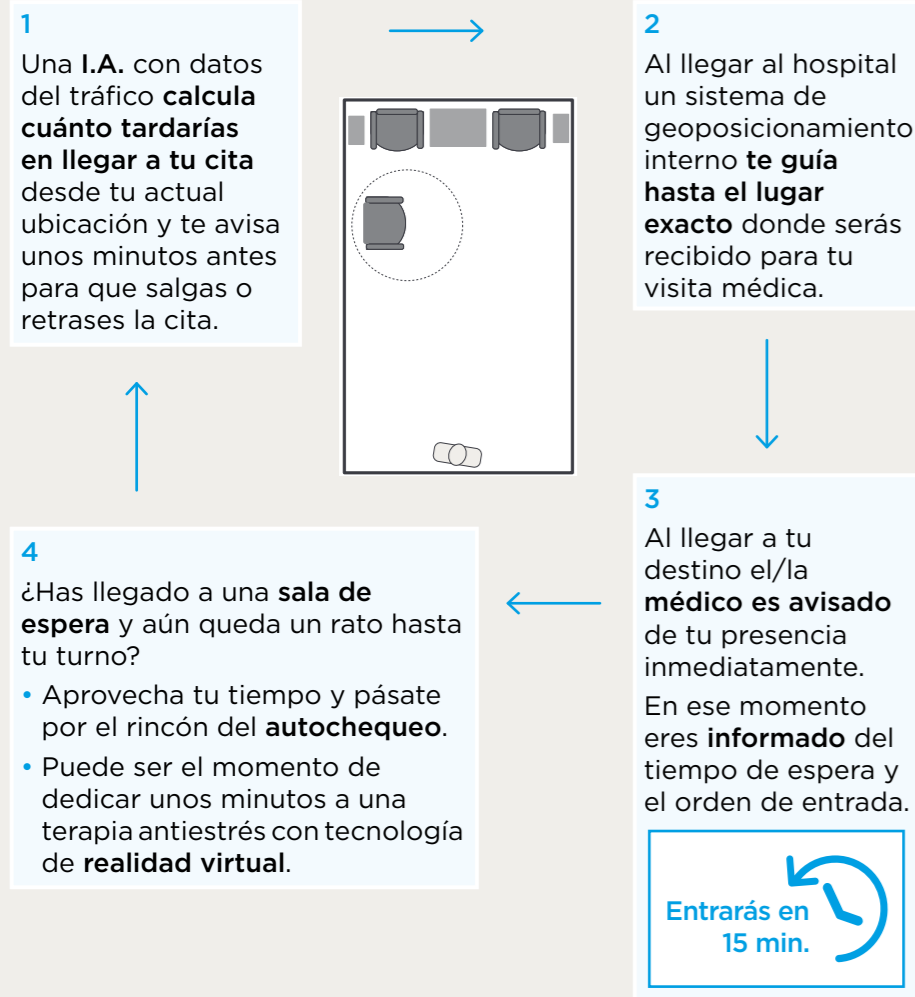 1
Una I.A. con datos
del tráfico calcula
cuánto tardarías
en llegar a tu cita
desde tu actual
ubicación y te avisa
unos minutos antes
para que salgas o
retrases la cita.
2
Al llegar al hospital
un sistema de
geoposicionamiento
interno te guía
hasta el lugar
exacto donde serás
recibido para tu
visita médica.
3
Al llegar a tu
destino el/la
médico es avisado
de tu presencia
inmediatamente.
En ese momento
eres informado del
tiempo de espera y
el orden de entrada.
Entrarás en
15 min.
4
¿Has llegado a una sala de
espera y aún queda un rato hasta
tu turno?
• Aprovecha tu tiempo y pásate
por el rincón del autochequeo.
• Puede ser el momento de
dedicar unos minutos a una
terapia antiestrés con tecnología
de realidad virtual.